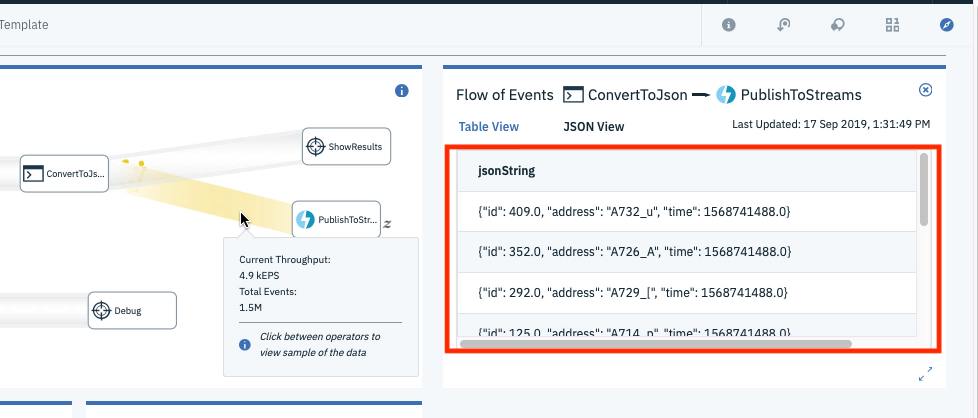 Template
ConvertToJs...
ShowResults
PublishToStr...
z
Debug
Current Throughput:
4.9 kEPS
Total Events:
1.5M
Click between operators to
view sample of the data
Flow of Events ConvertToJson PublishToStreams
Table View JSON View Last Updated: 17 Sep 2019, 1:31:49 PM
jsonString
{"id": 409.0, "address": "A732_u", "time": 1568741488.0}
{"id": 352.0, "address": "A726_A", "time": 1568741488.0}
{"id": 292.0, "address": "A729_[", "time": 1568741488.0}
{"id": 125.0, "address": "A714_p", "time": 1568741488.0}